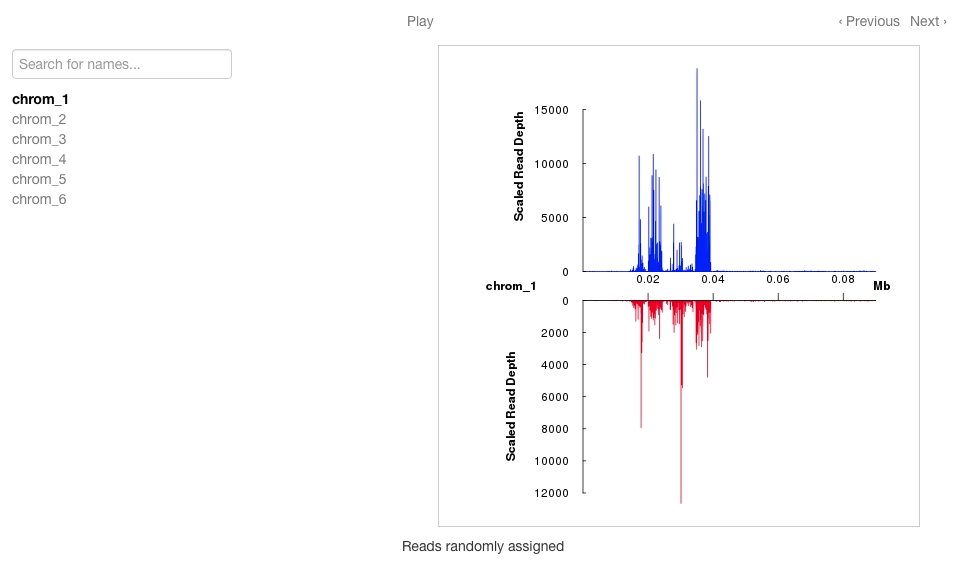 Play
‹ Previous Next ›
Search for names...
chrom_1
chrom_2
chrom_3
chrom_4
chrom_5
chrom_6
Scaled Read Depth
15000
10000
5000
0
0.02 0.04 0.06 0.08
chrom_1
Mb
Scaled Read Depth
0
2000
4000
6000
8000
10000
12000
Reads randomly assigned